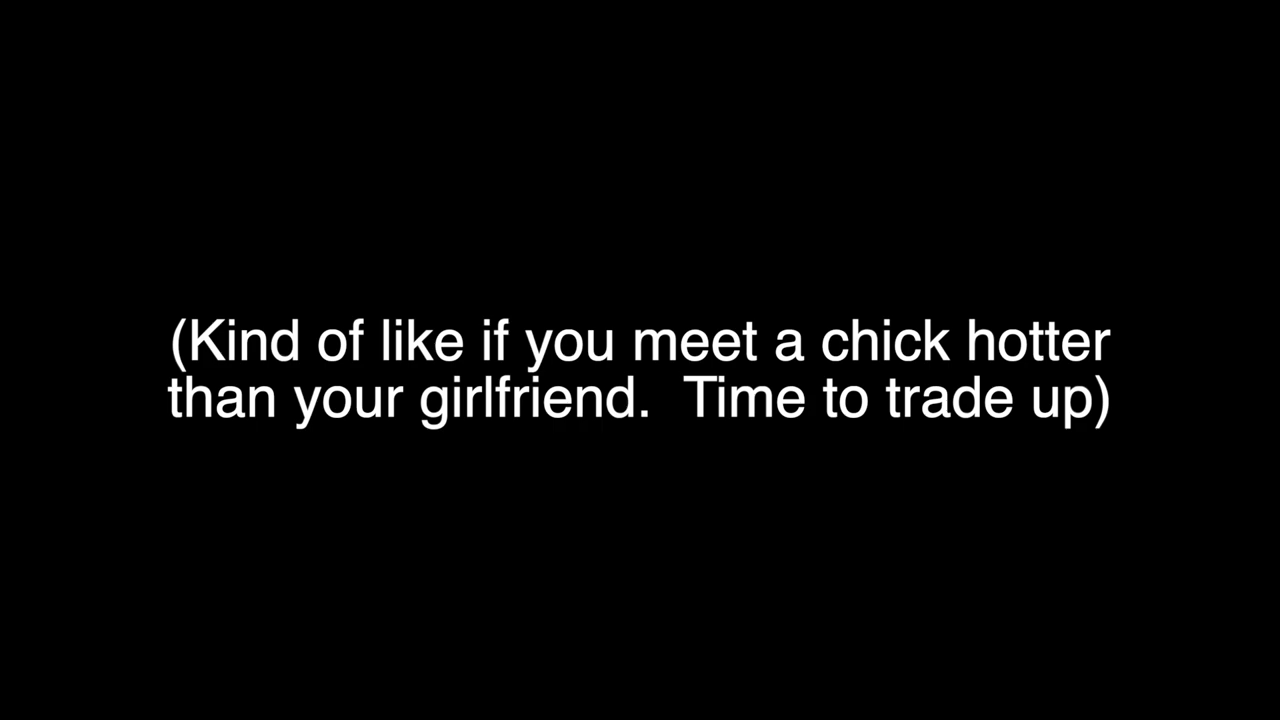 (Kind of like if you meet a chick hotter
than your girlfriend.  Time to trade up)